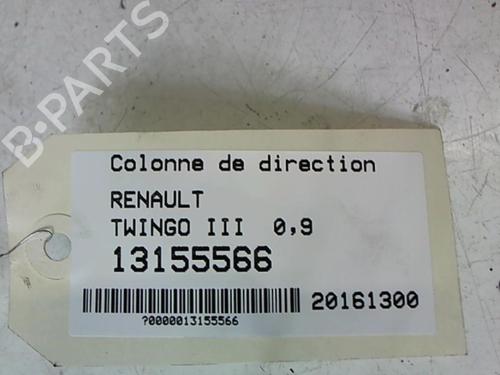 B-PARTS
Colonne de direction
RENAULT
TWINGO III 0,9
13155566
20161300
?0000013155566